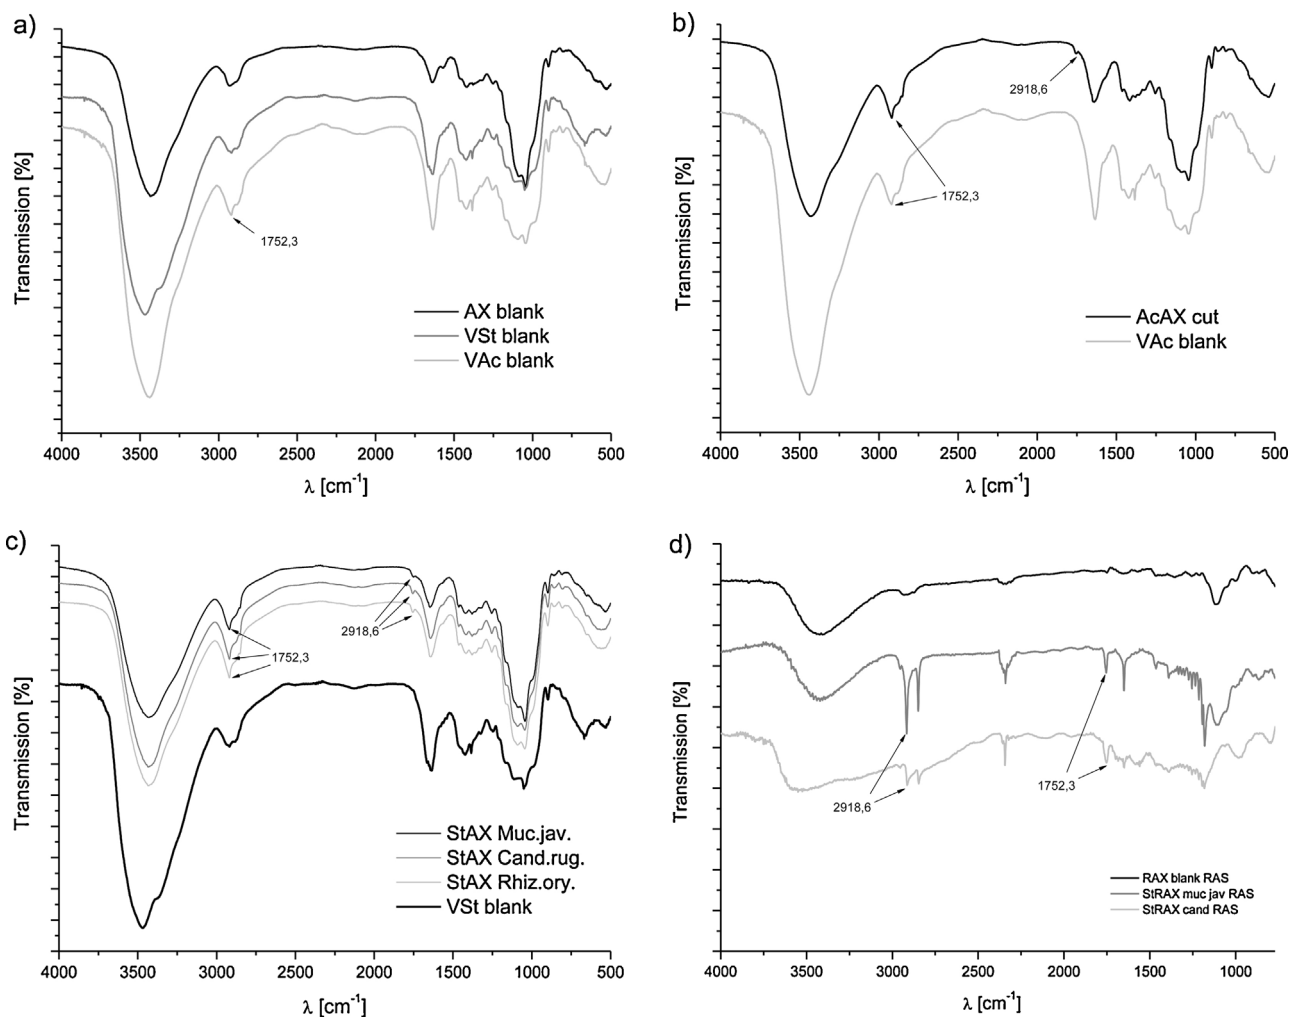 a)
Transmission [%]
1752,3
AX blank
VSt blank
VAc blank
4000 3500 3000 2500 2000 1500 1000 500
λ [cm⁻¹]
b)
Transmission [%]
2918,6
1752,3
AcAX cut
VAc blank
4000 3500 3000 2500 2000 1500 1000 500
λ [cm⁻¹]
c)
Transmission [%]
2918,6
1752,3
StAX Muc.jav.
StAX Cand.rug.
StAX Rhiz.ory.
VSt blank
4000 3500 3000 2500 2000 1500 1000 500
λ [cm⁻¹]
d)
Transmission [%]
1752,3
2918,6
RAX blank RAS
StRAX muc jav RAS
StRAX cand RAS
4000 3500 3000 2500 2000 1500 1000
λ [cm⁻¹]